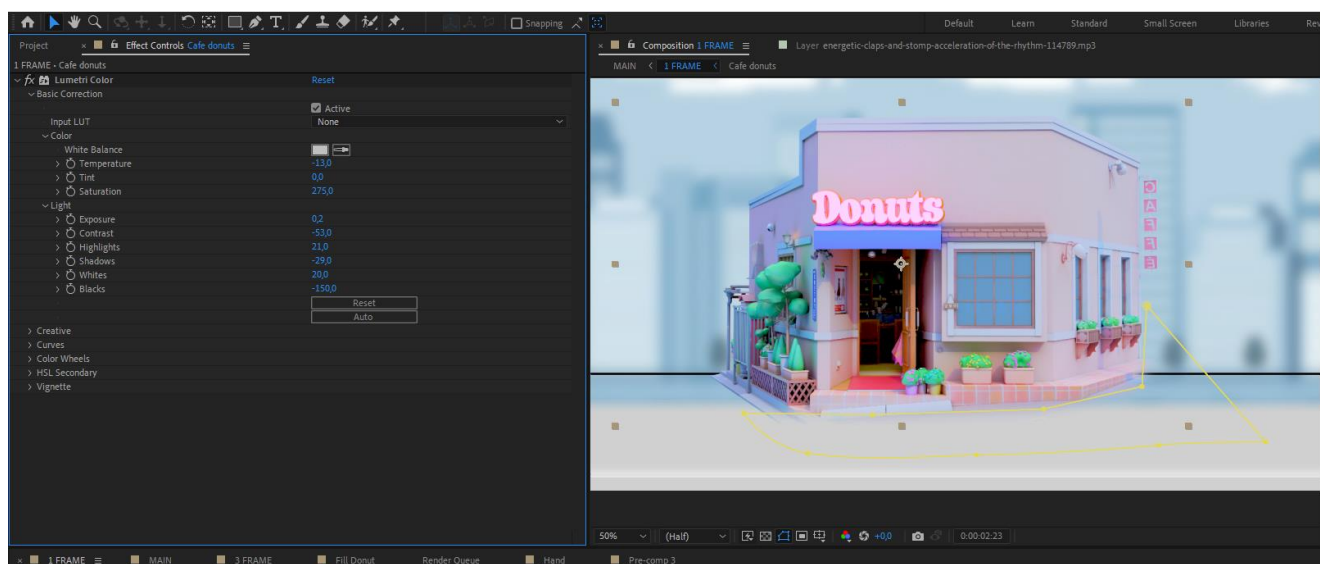 Snapping
Default Learn Standard Small Screen Libraries Rev
Project × Effect Controls Cafe donuts
× Composition 1 FRAME Layer energetic-claps-and-stomp-acceleration-of-the-rhythm-114789.mp3
1 FRAME • Cafe donuts
MAIN < 1 FRAME < Cafe donuts
fx Lumetri Color Reset
Basic Correction
Active
Input LUT None
Color
White Balance
Temperature -13,0
Tint 0,0
Saturation 275,0
Light
Exposure 0,2
Contrast -53,0
Highlights 21,0
Shadows -29,0
Whites 20,0
Blacks -150,0
Reset
Auto
Creative
Curves
Color Wheels
HSL Secondary
Vignette
Donuts
CAFFE
50% (Half) +0,0 0:00:02:23
× 1 FRAME MAIN 3 FRAME Fill Donut Render Queue Hand Pre-comp 3